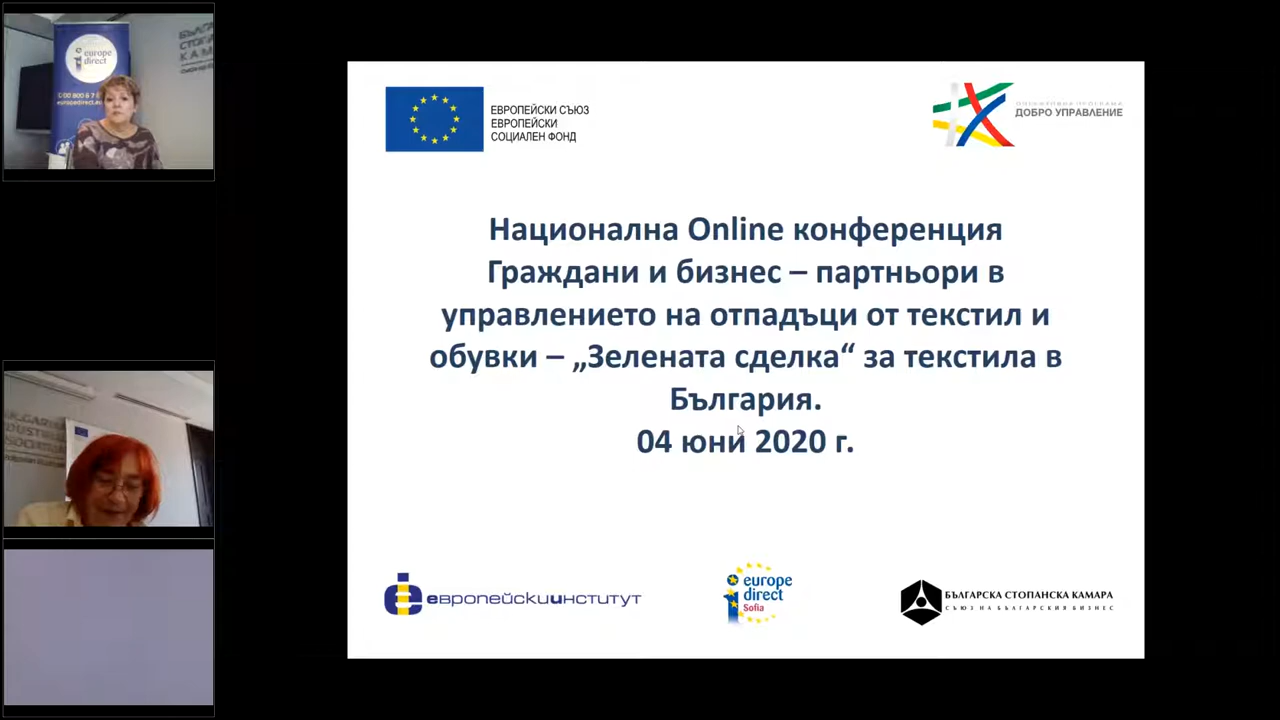 europe
direct
ЕВРОПЕЙСКИ СЪЮЗ
ЕВРОПЕЙСКИ
СОЦИАЛЕН ФОНД
ДОБРО УПРАВЛЕНИЕ
Национална Online конференция
Граждани и бизнес – партньори в
управлението на отпадъци от текстил и
обувки – „Зелената сделка“ за текстила в
България.
04 юни 2020 г.
европейскиинститут
europe
direct
Sofia
БЪЛГАРСКА СТОПАНСКА КАМАРА
СЪЮЗ НА БЪЛГАРСКИЯ БИЗНЕС